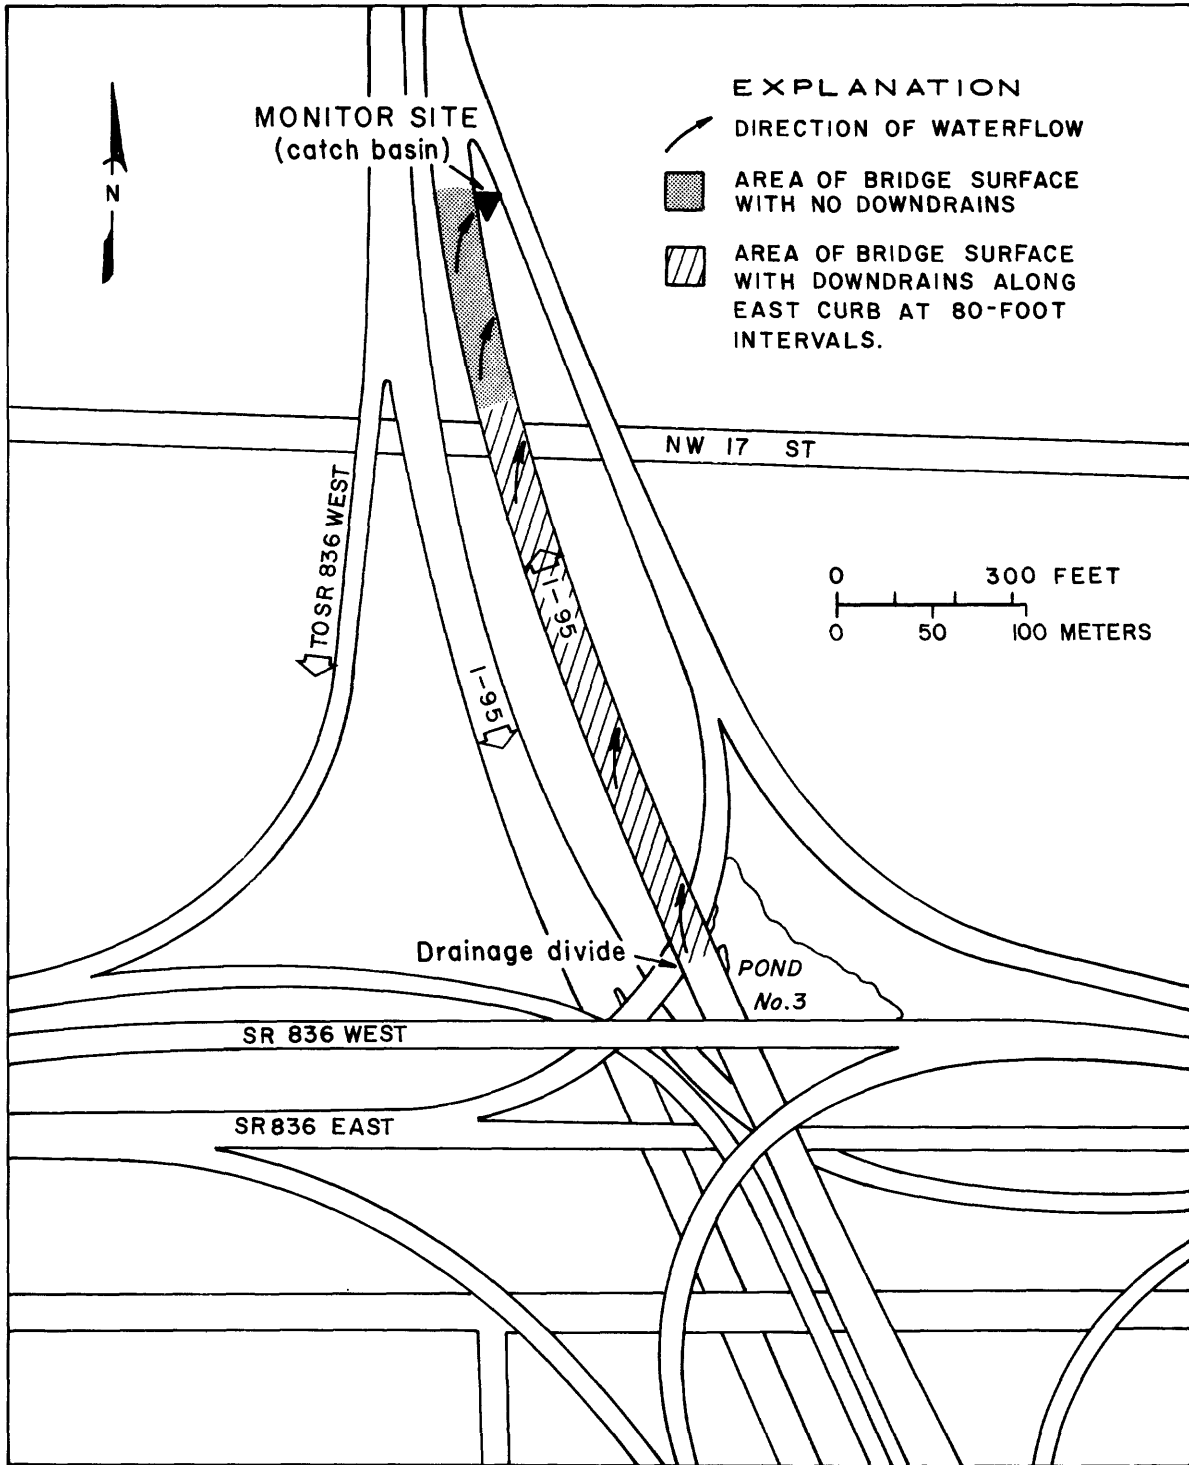 EXPLANATION
MONITOR SITE
(catch basin)
DIRECTION OF WATERFLOW
AREA OF BRIDGE SURFACE
WITH NO DOWNDRAINS
AREA OF BRIDGE SURFACE
WITH DOWNDRAINS ALONG
EAST CURB AT 80-FOOT
INTERVALS.
N
NW 17 ST
TO SR 836 WEST
I-95
I-95
0 300 FEET
0 50 100 METERS
Drainage divide
POND
No.3
SR 836 WEST
SR 836 EAST